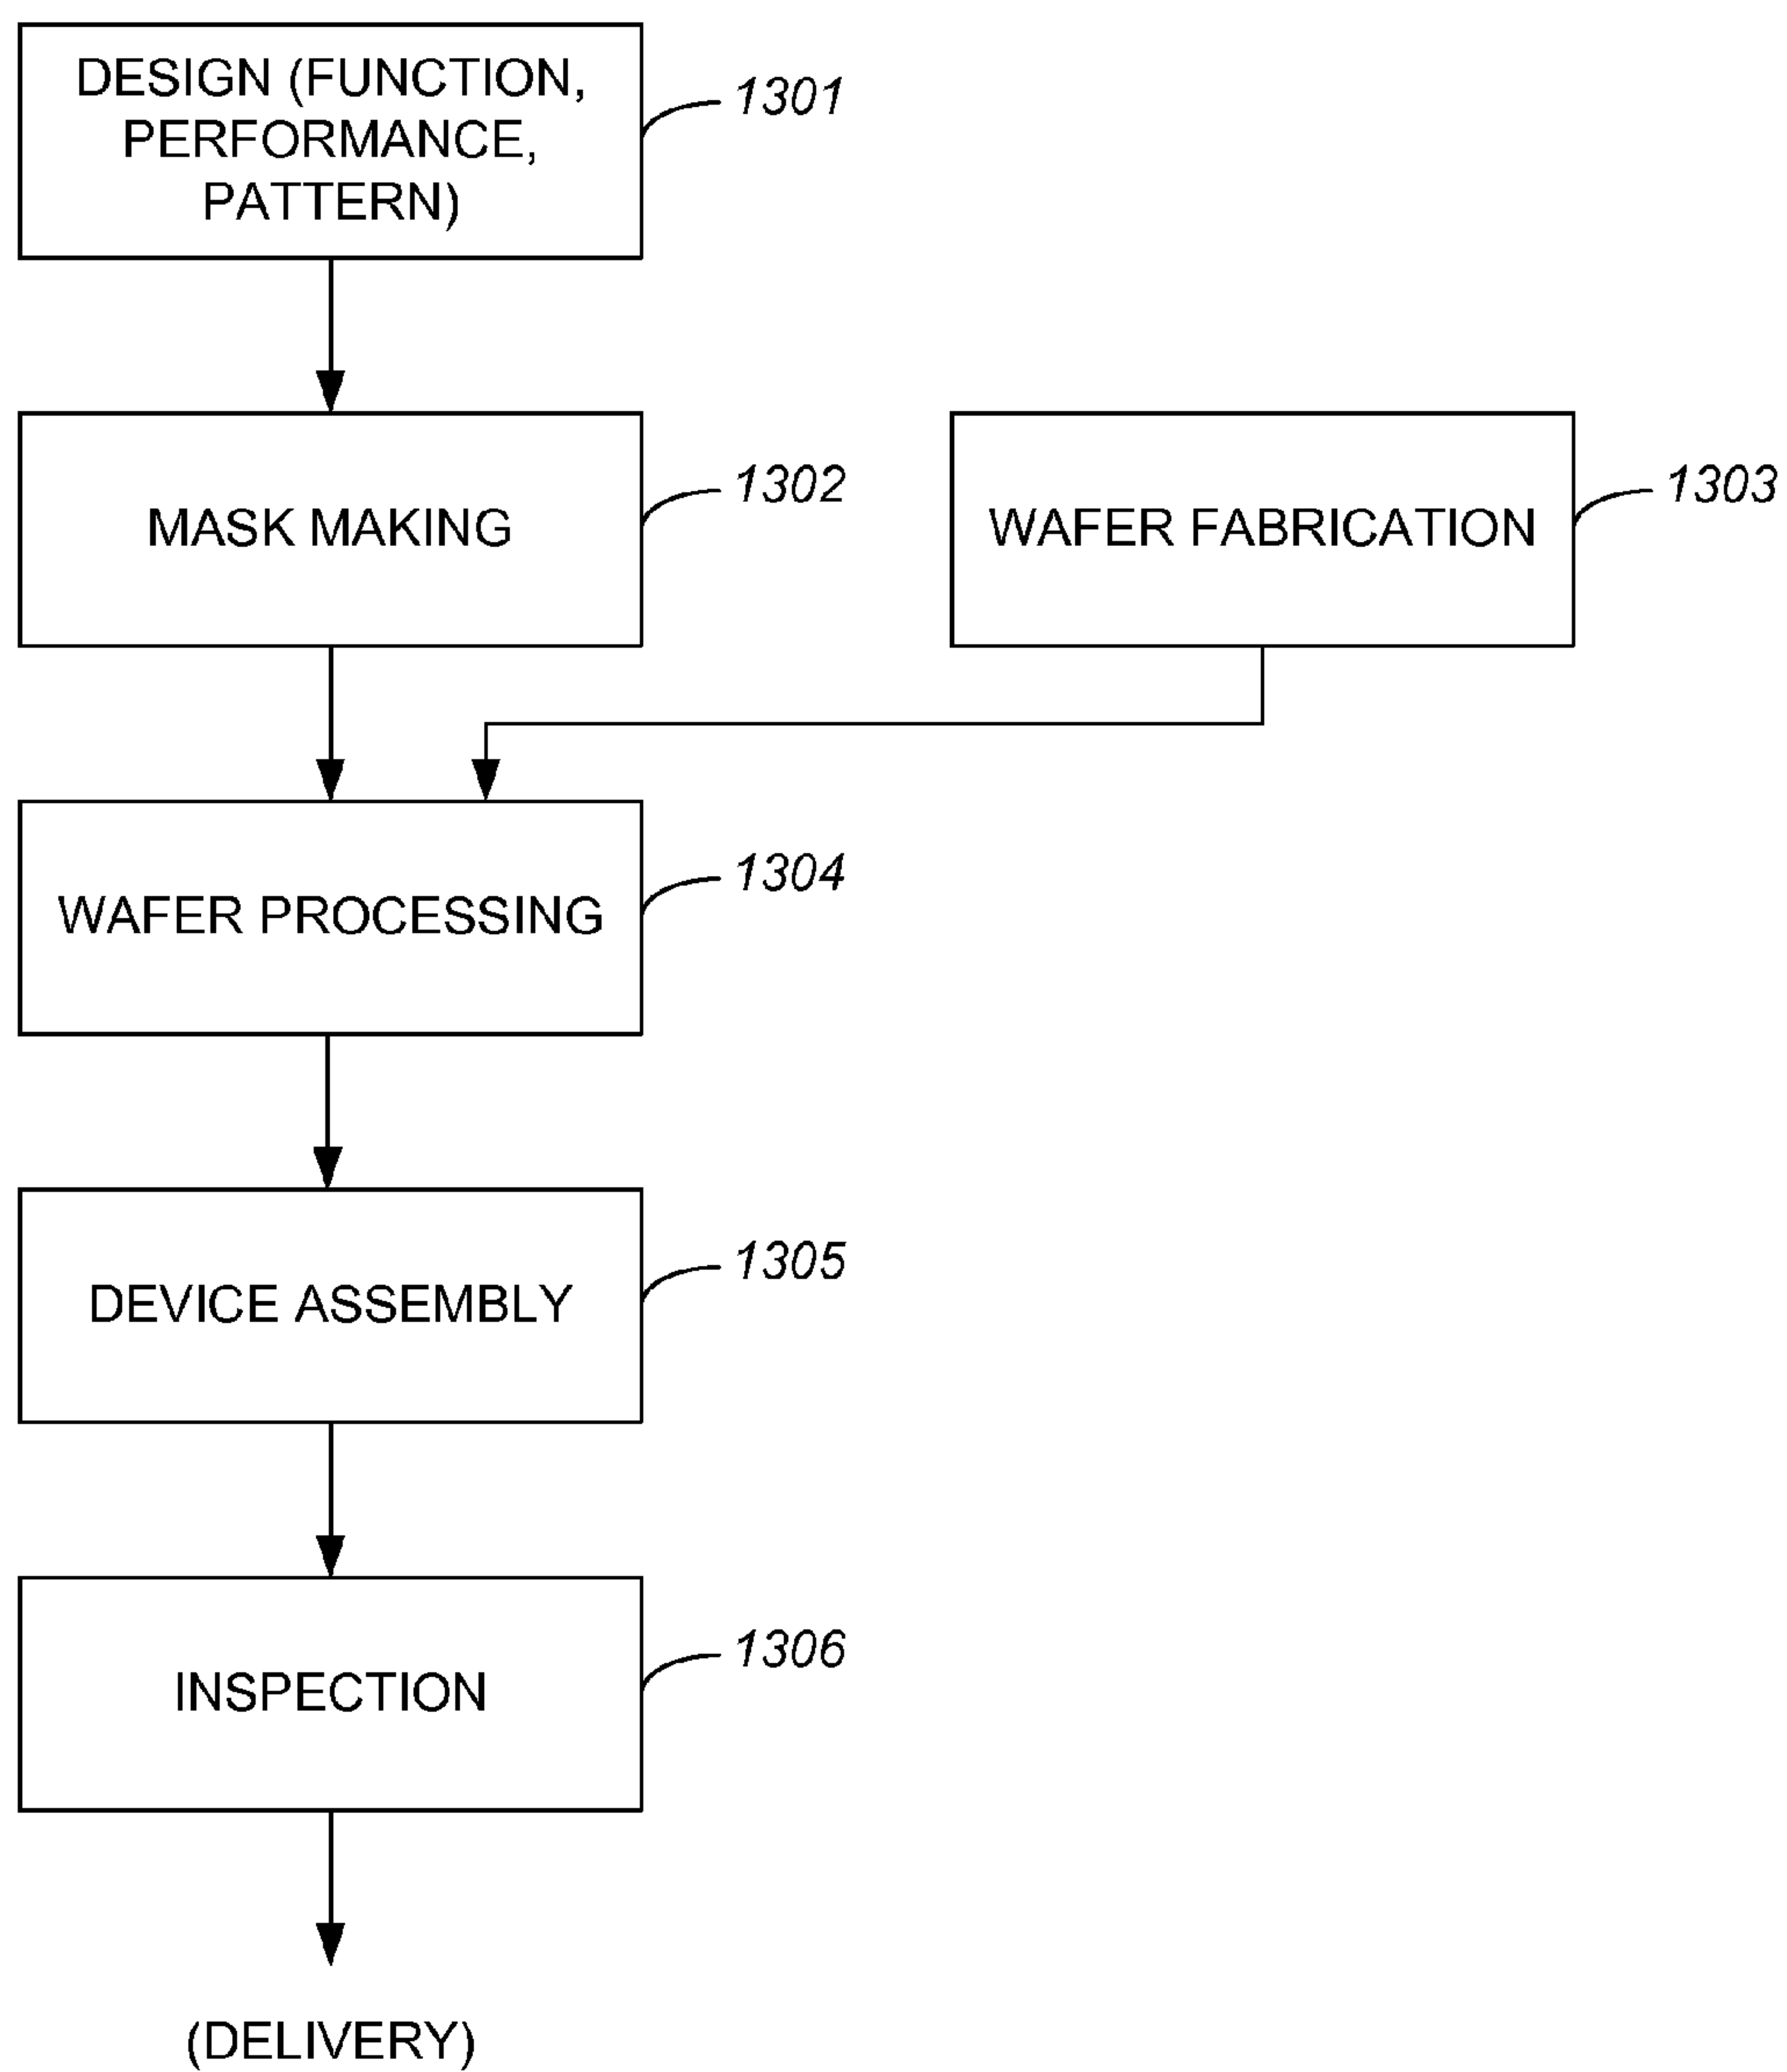 DESIGN (FUNCTION,
PERFORMANCE,
PATTERN)
1301
MASK MAKING
1302
WAFER FABRICATION
1303
WAFER PROCESSING
1304
DEVICE ASSEMBLY
1305
INSPECTION
1306
(DELIVERY)